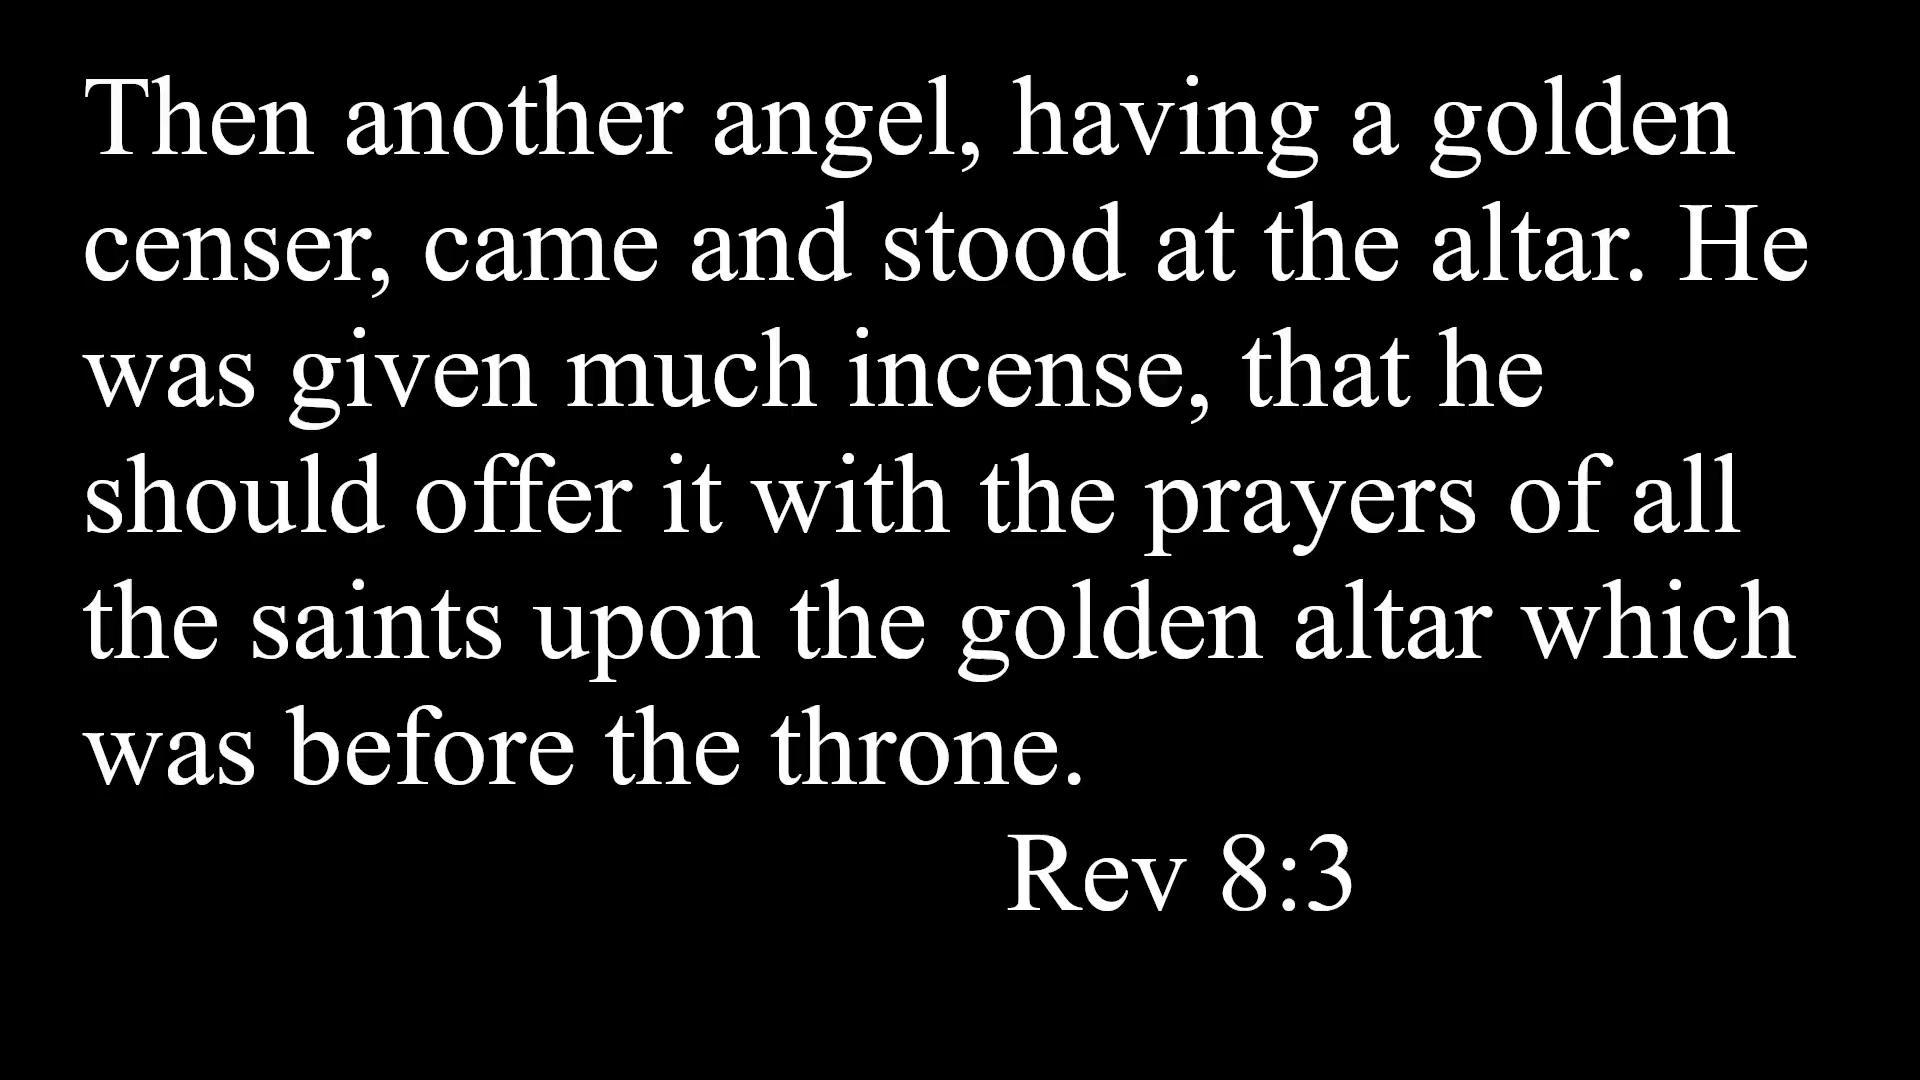 Then another angel, having a golden
censer, came and stood at the altar. He
was given much incense, that he
should offer it with the prayers of all
the saints upon the golden altar which
was before the throne.
Rev 8:3